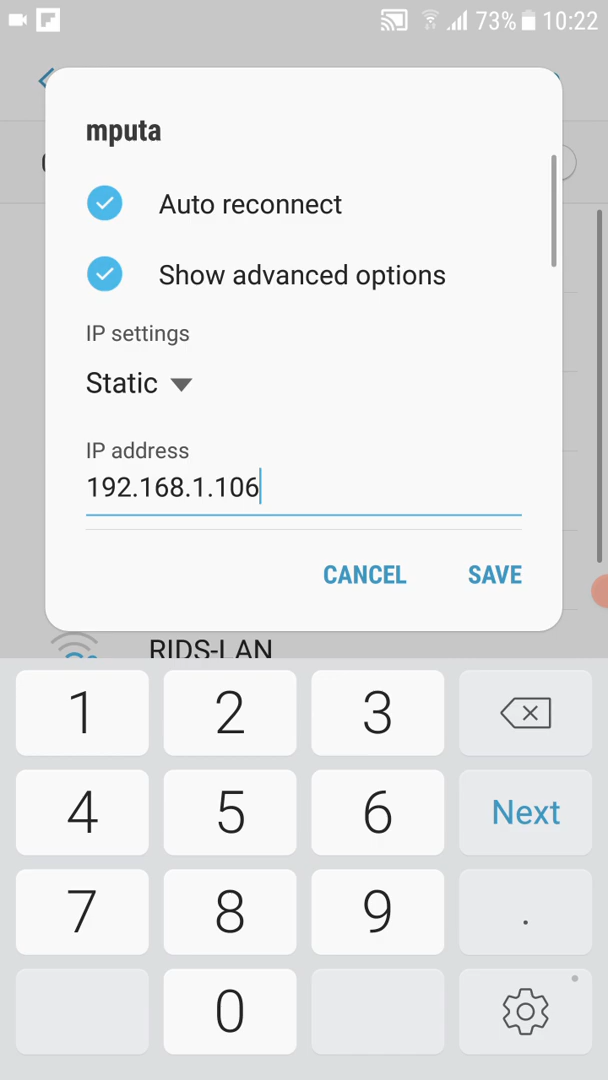 73% 10:22
mputa
Auto reconnect
Show advanced options
IP settings
Static
IP address
192.168.1.106
CANCEL SAVE
RIDS-LAN
1 2 3
4 5 6 Next
7 8 9 .
0